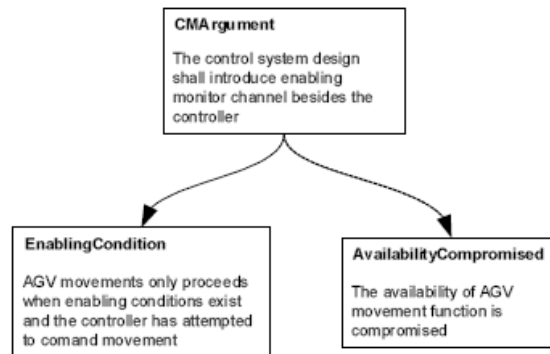 CMArgument
The control system design
shall introduce enabling
monitor channel besides the
controller
EnablingCondition
AGV movements only proceeds
when enabling conditions exist
and the controller has attempted
to comand movement
AvailabilityCompromised
The availability of AGV
movement function is
compromised